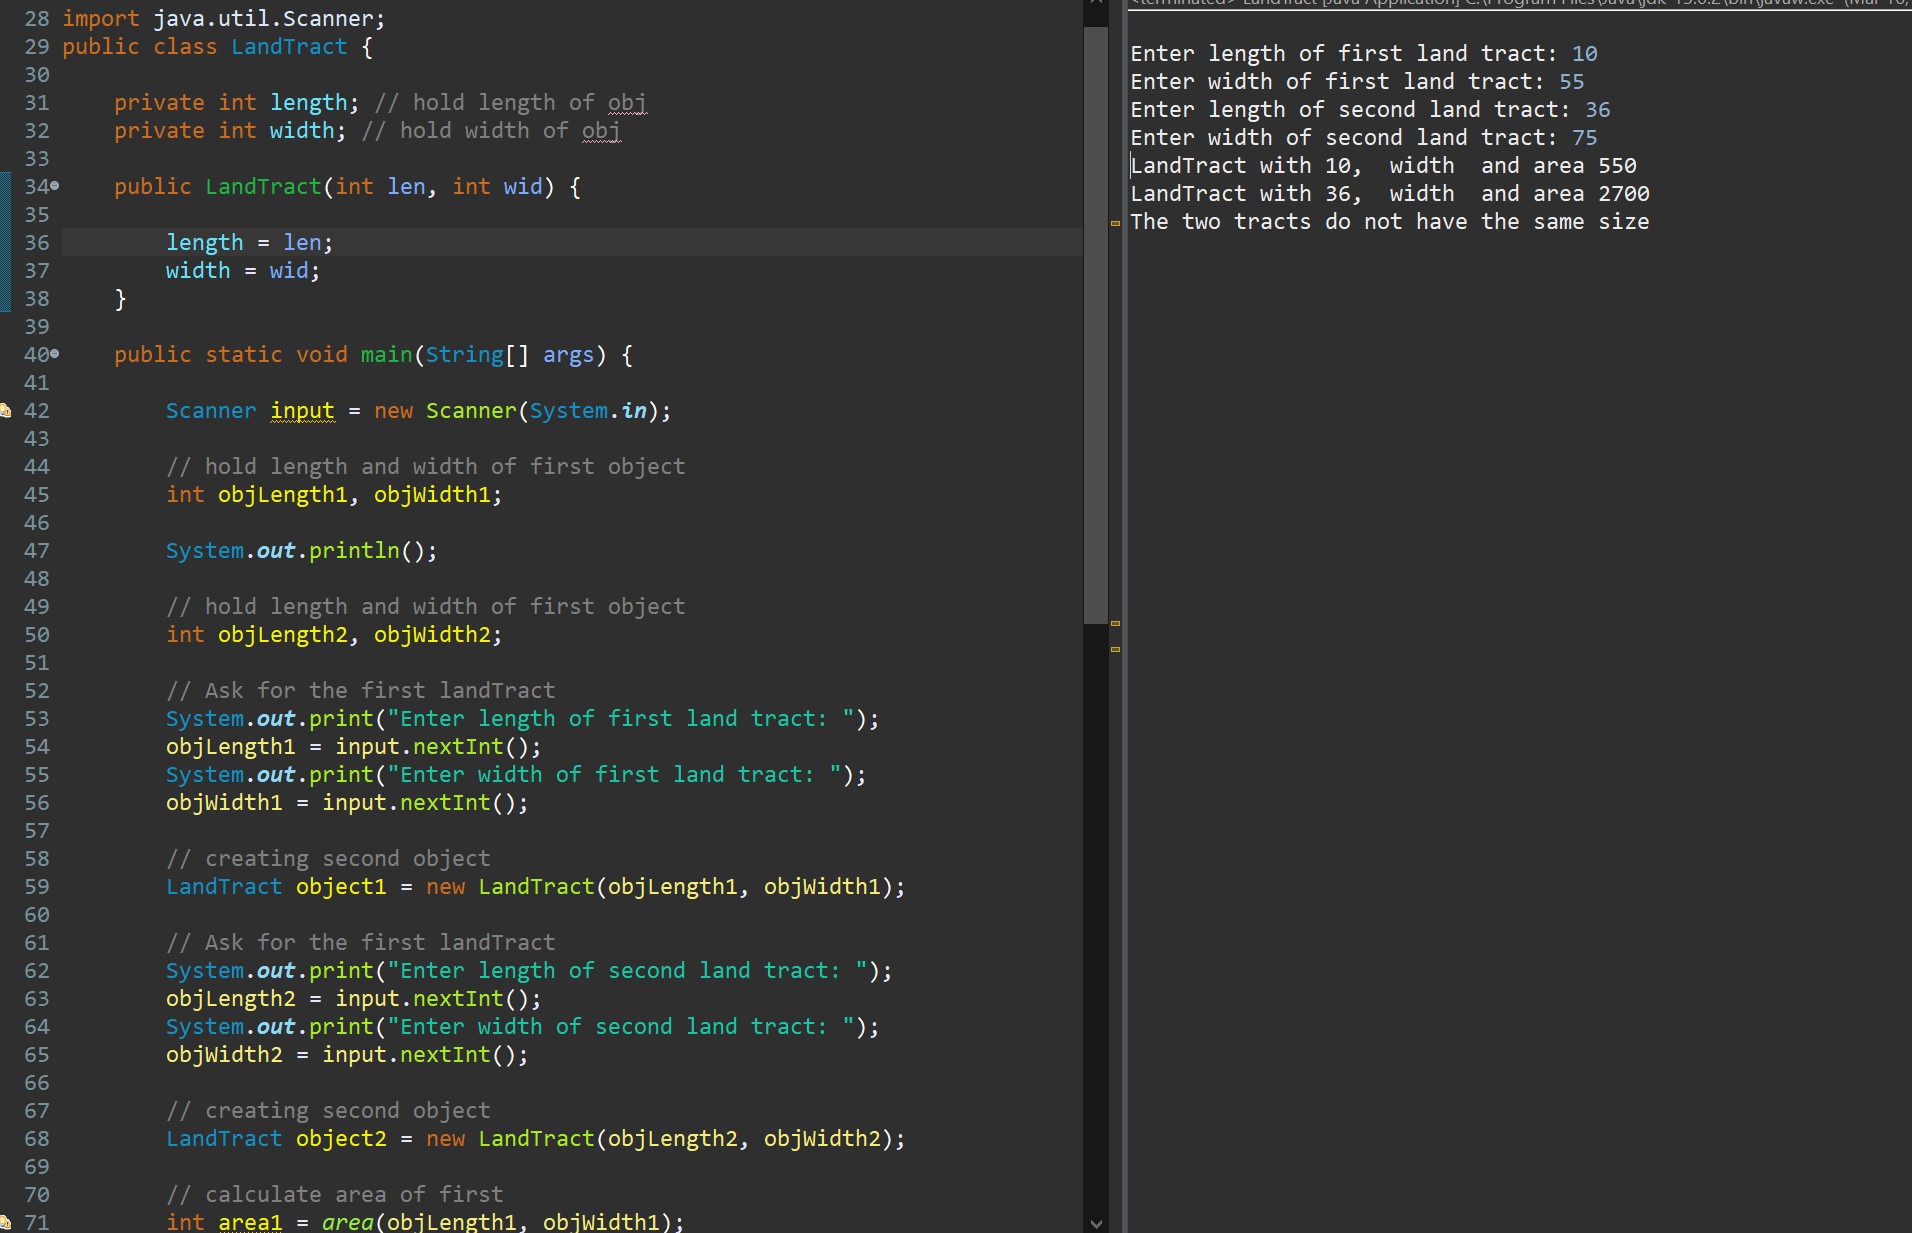 28 import java.util.Scanner;
29 public class LandTract {
30
31     private int length; // hold length of obj
32     private int width; // hold width of obj
33
34     public LandTract(int len, int wid) {
35
36         length = len;
37         width = wid;
38     }
39
40     public static void main(String[] args) {
41
42         Scanner input = new Scanner(System.in);
43
44         // hold length and width of first object
45         int objLength1, objWidth1;
46
47         System.out.println();
48
49         // hold length and width of first object
50         int objLength2, objWidth2;
51
52         // Ask for the first landTract
53         System.out.print("Enter length of first land tract: ");
54         objLength1 = input.nextInt();
55         System.out.print("Enter width of first land tract: ");
56         objWidth1 = input.nextInt();
57
58         // creating second object
59         LandTract object1 = new LandTract(objLength1, objWidth1);
60
61         // Ask for the first landTract
62         System.out.print("Enter length of second land tract: ");
63         objLength2 = input.nextInt();
64         System.out.print("Enter width of second land tract: ");
65         objWidth2 = input.nextInt();
66
67         // creating second object
68         LandTract object2 = new LandTract(objLength2, objWidth2);
69
70         // calculate area of first
71         int area1 = area(objLength1, objWidth1);
Enter length of first land tract: 10
Enter width of first land tract: 55
Enter length of second land tract: 36
Enter width of second land tract: 75
LandTract with 10,  width  and area 550
LandTract with 36,  width  and area 2700
The two tracts do not have the same size